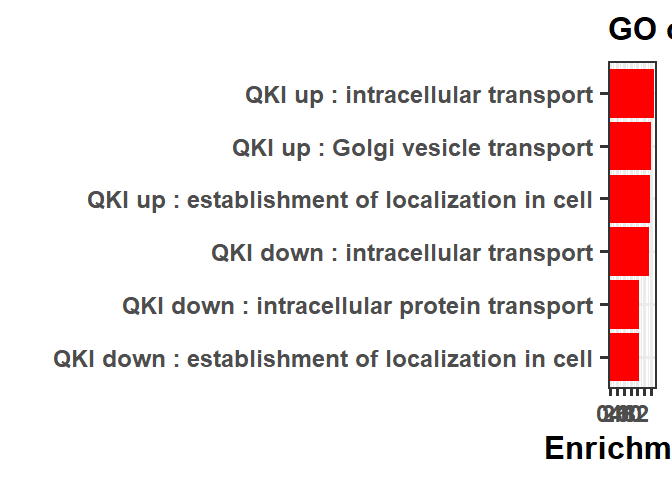 GO
QKI up : intracellular transport
QKI up : Golgi vesicle transport
QKI up : establishment of localization in cell
QKI down : intracellular transport
QKI down : intracellular protein transport
QKI down : establishment of localization in cell
Enrichm